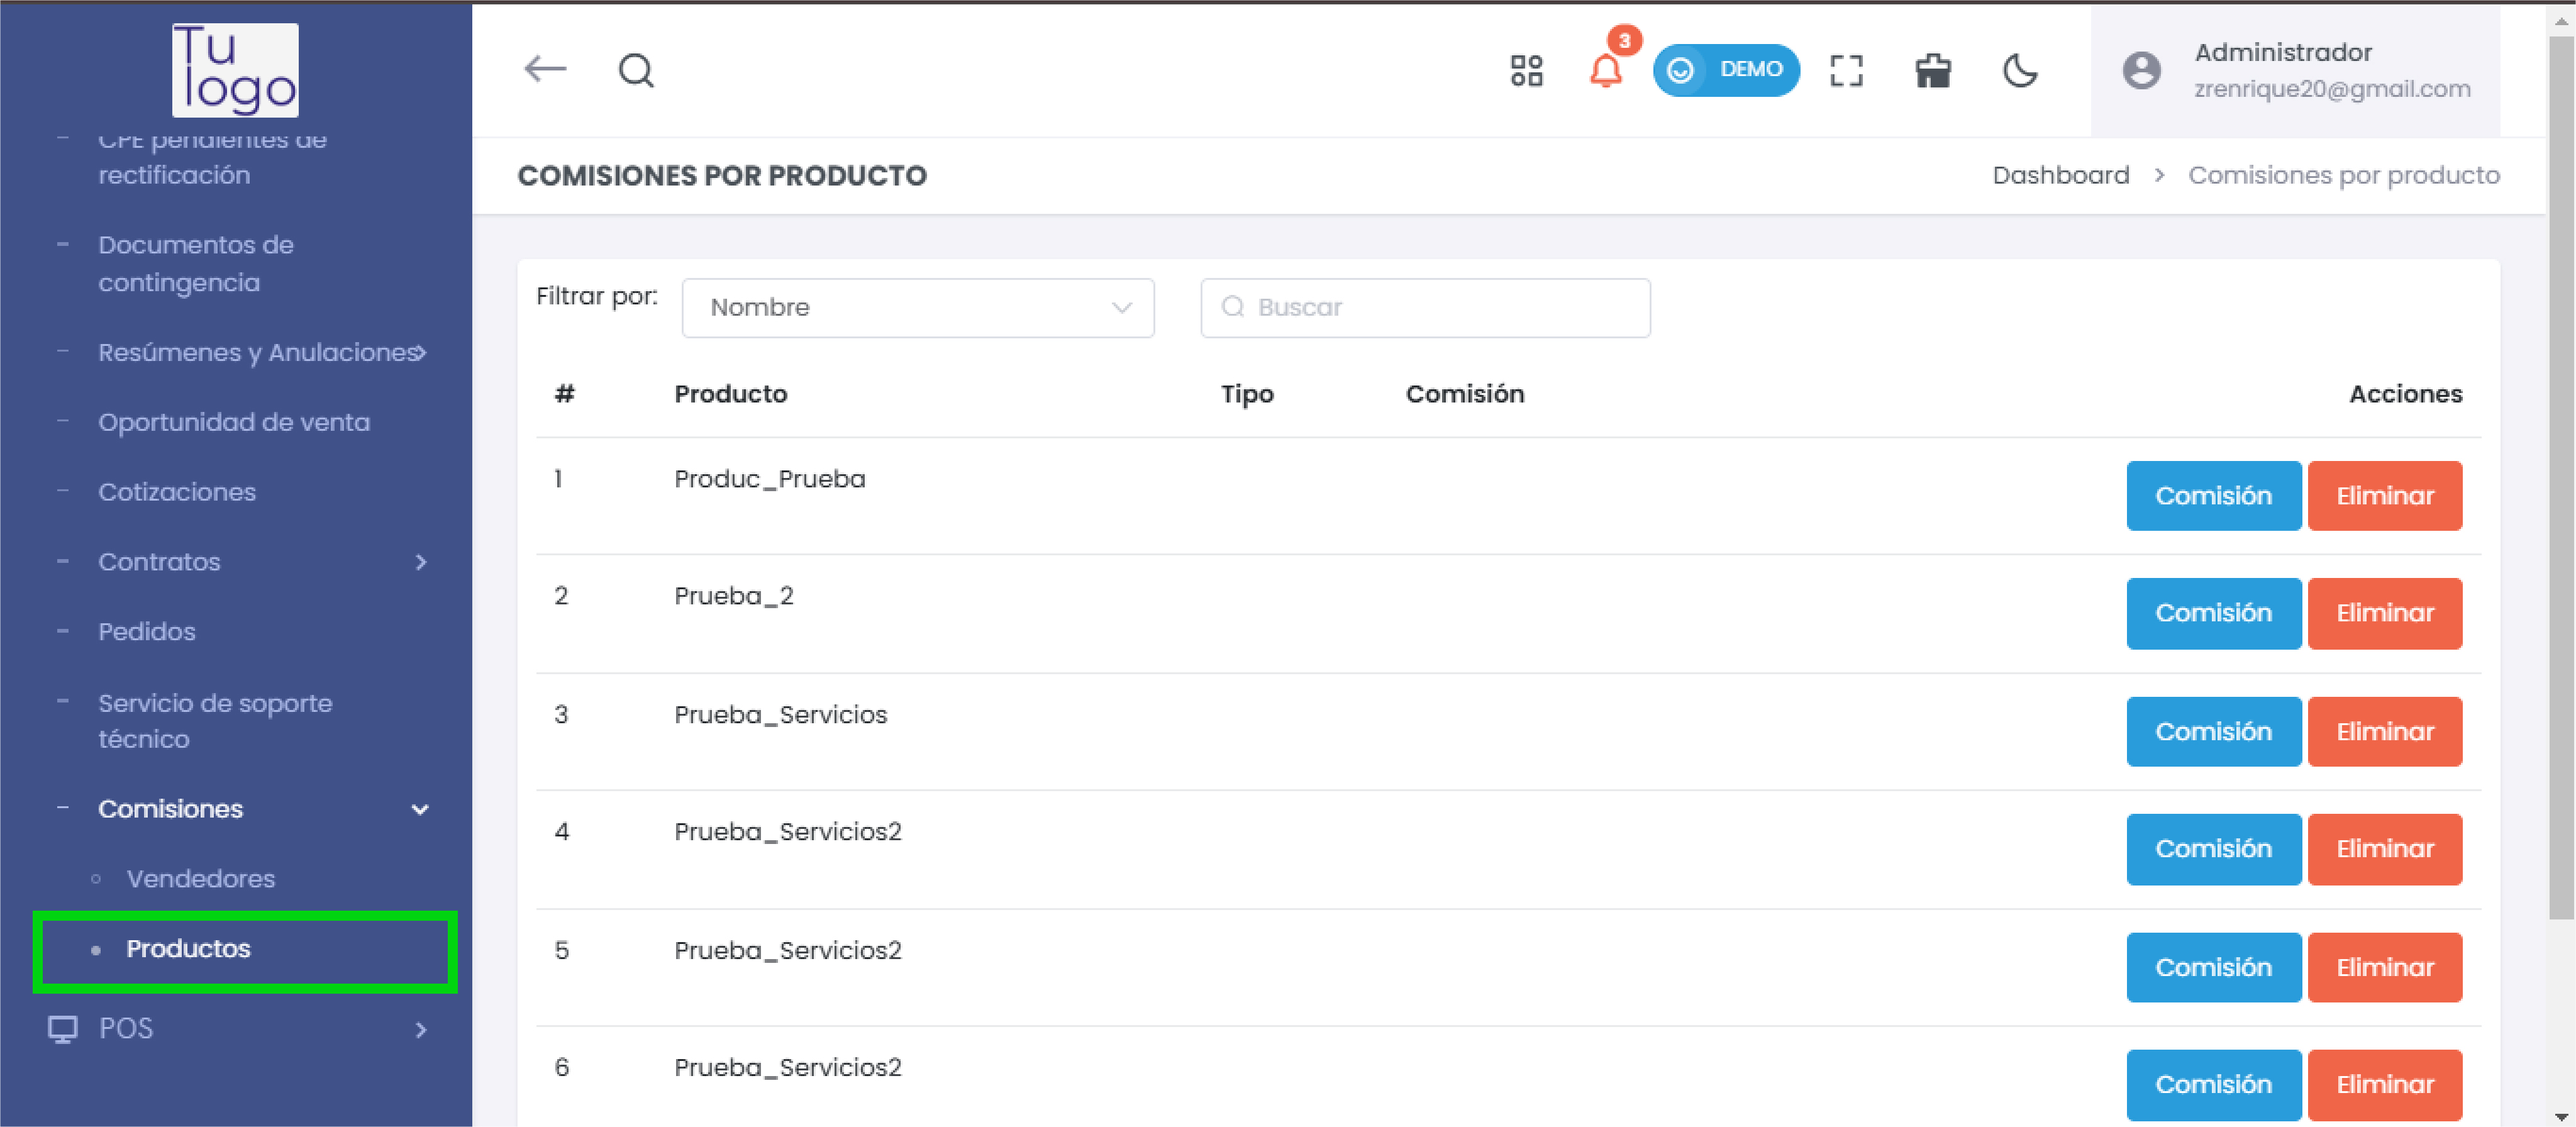 Tu
logo
CPE pendientes de
rectificación
Documentos de
contingencia
Resúmenes y Anulaciones
Oportunidad de venta
Cotizaciones
Contratos
Pedidos
Servicio de soporte
técnico
Comisiones
Vendedores
Productos
POS
3
DEMO
Administrador
zrenrique20@gmail.com
COMISIONES POR PRODUCTO
Dashboard > Comisiones por producto
Filtrar por: Nombre Buscar
# Producto Tipo Comisión Acciones
1 Produc_Prueba Comisión Eliminar
2 Prueba_2 Comisión Eliminar
3 Prueba_Servicios Comisión Eliminar
4 Prueba_Servicios2 Comisión Eliminar
5 Prueba_Servicios2 Comisión Eliminar
6 Prueba_Servicios2 Comisión Eliminar